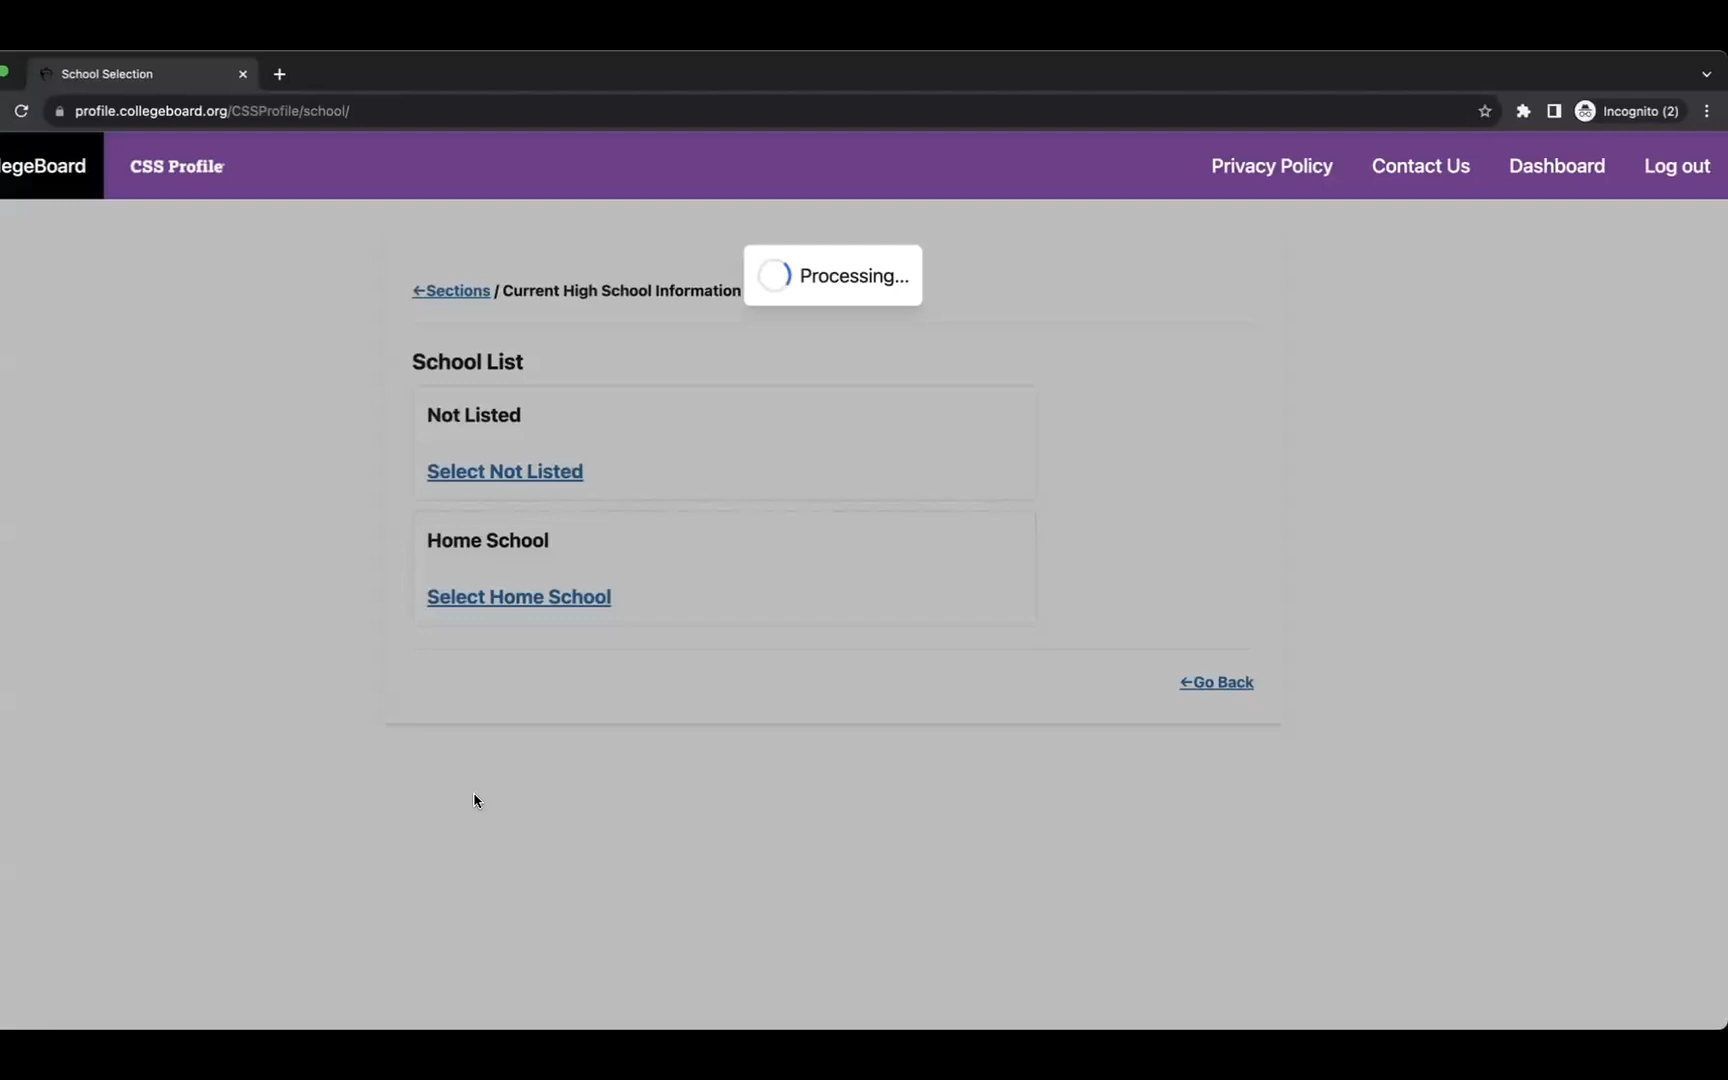 School Selection
profile.collegeboard.org/CSSProfile/school/
Incognito (2)
legeBoard
CSS Profile
Privacy Policy
Contact Us
Dashboard
Log out
Processing...
←Sections / Current High School Information
School List
Not Listed
Select Not Listed
Home School
Select Home School
←Go Back